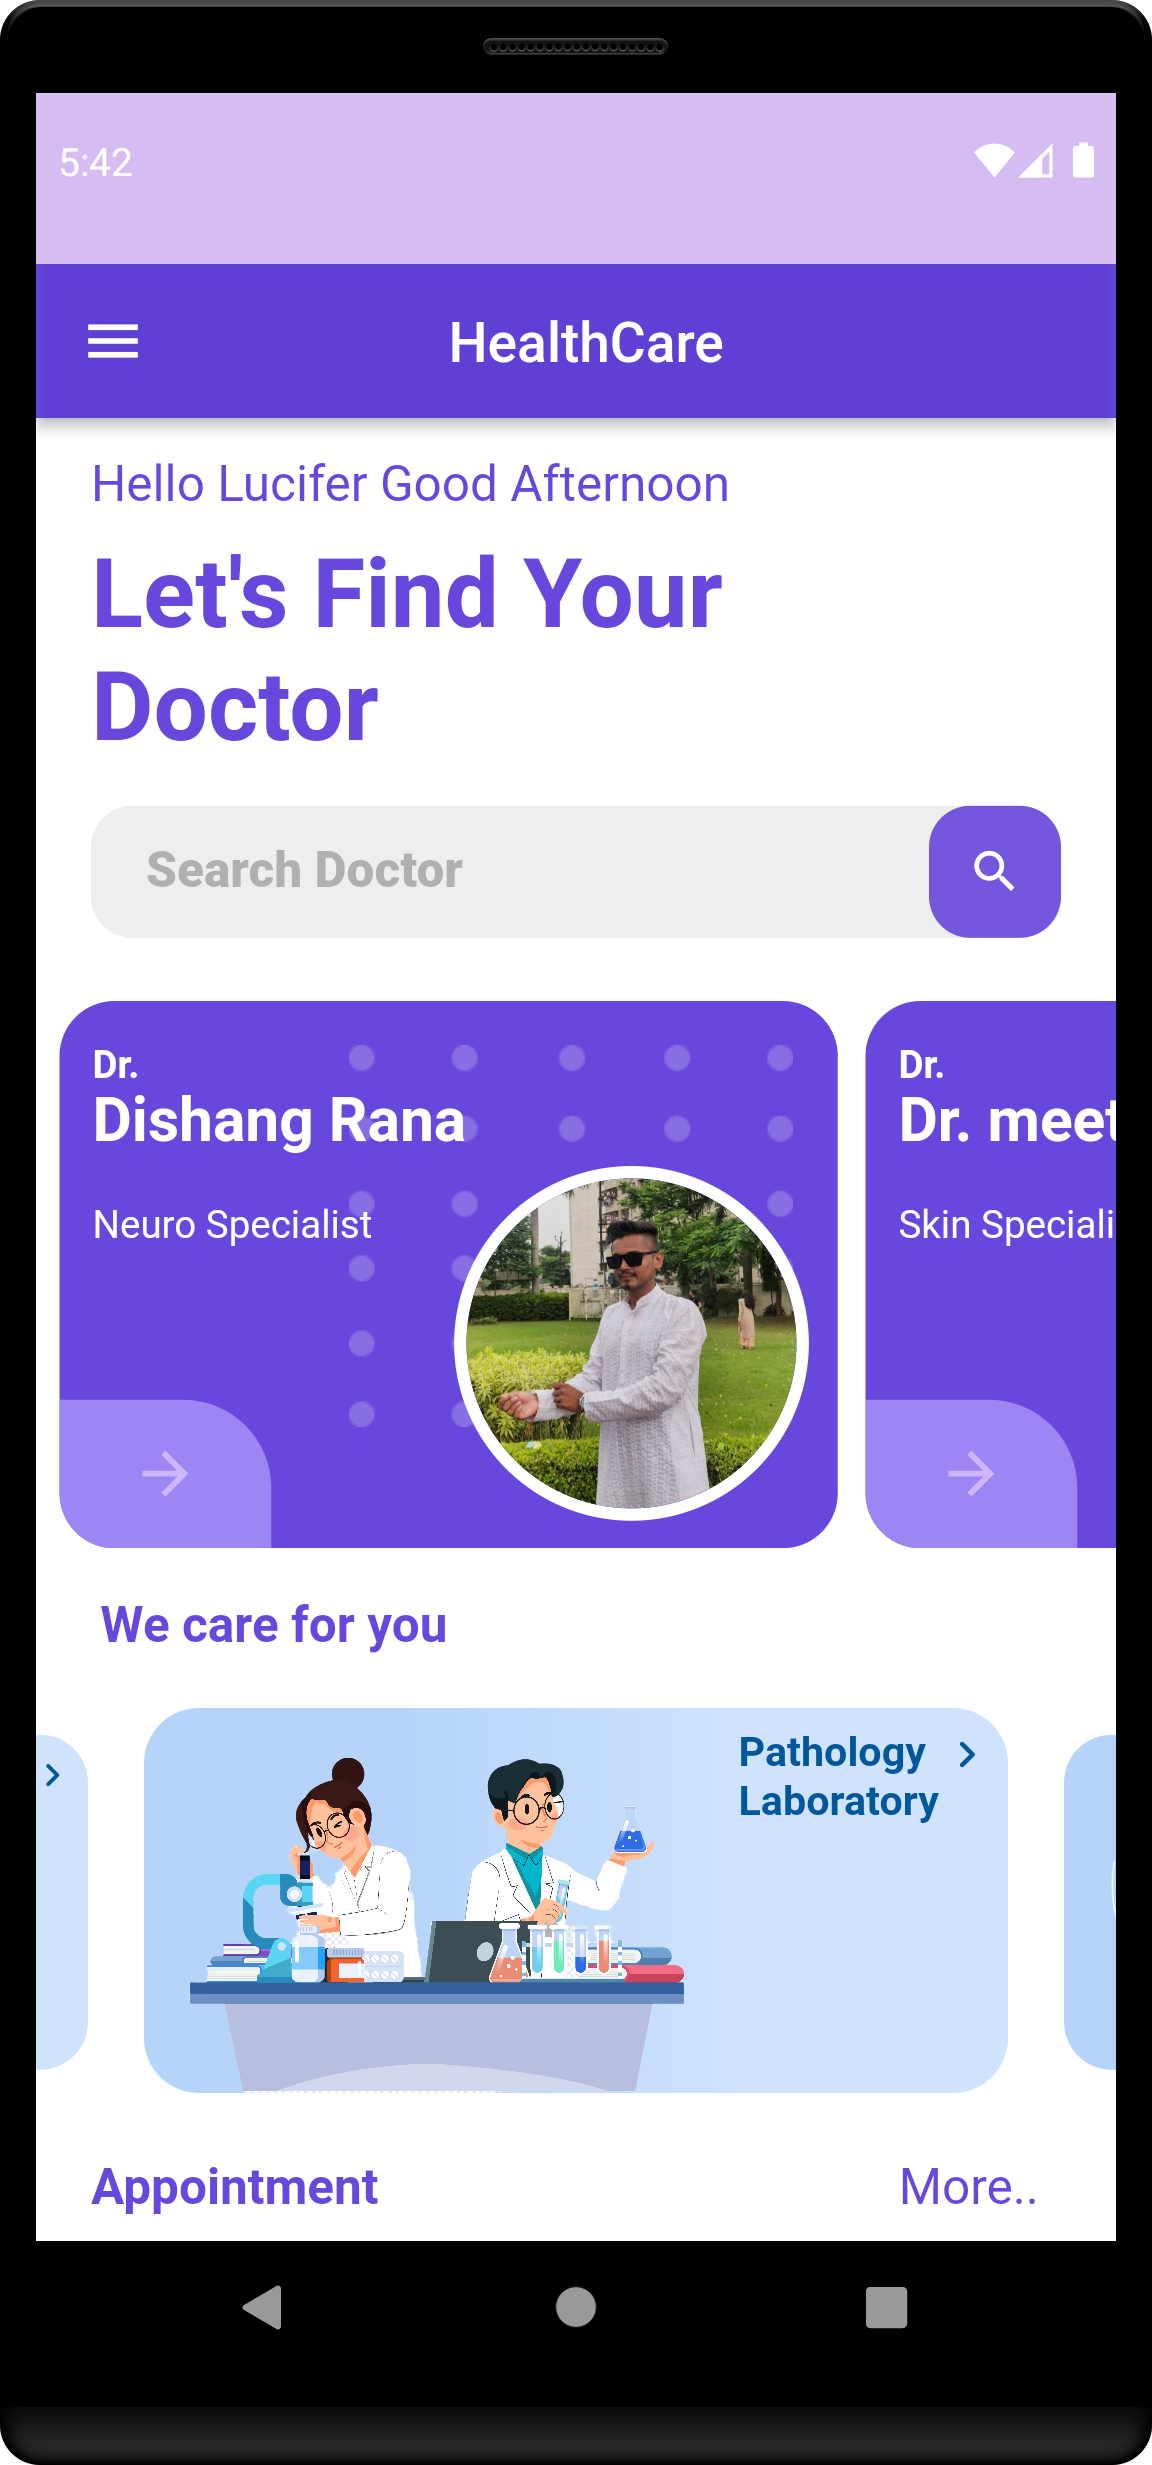 5:42
HealthCare
Hello Lucifer Good Afternoon
Let's Find Your
Doctor
Search Doctor
Dr.
Dishang Rana
Neuro Specialist
Dr.
Dr. meet
Skin Speciali
We care for you
Pathology
Laboratory
Appointment
More..